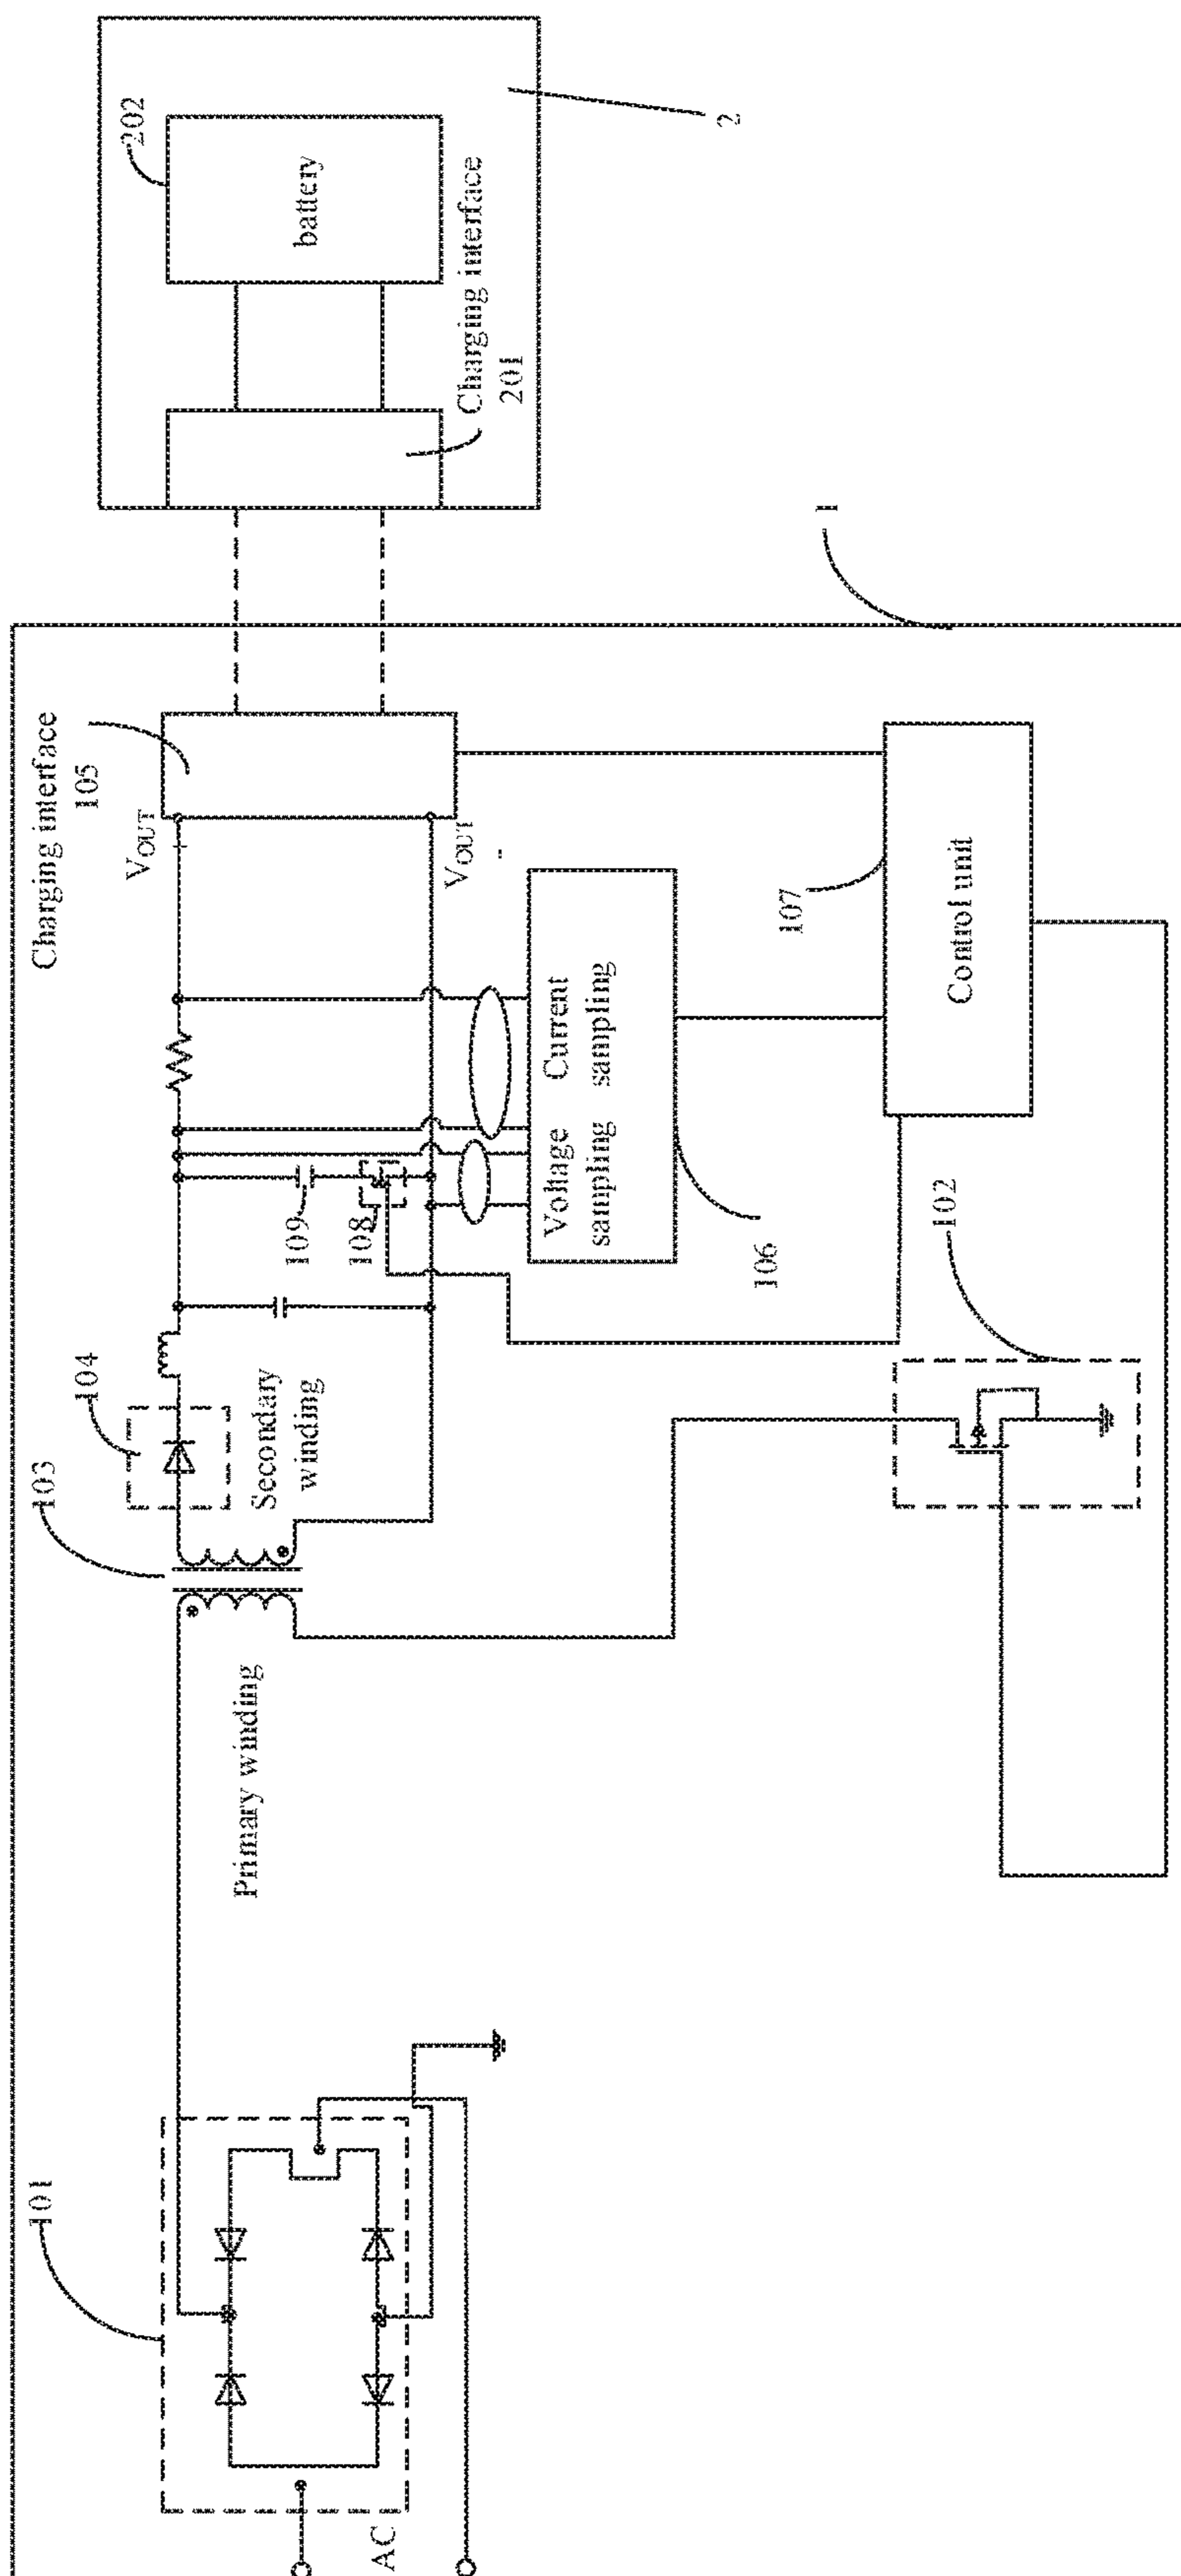 202
battery
Charging interface
201
2
1
Charging interface
105
VOUT
VOUT
-
Current
sampling
Voltage
sampling
106
107
Control unit
109
108
102
104
103
Secondary
winding
Primary winding
101
AC